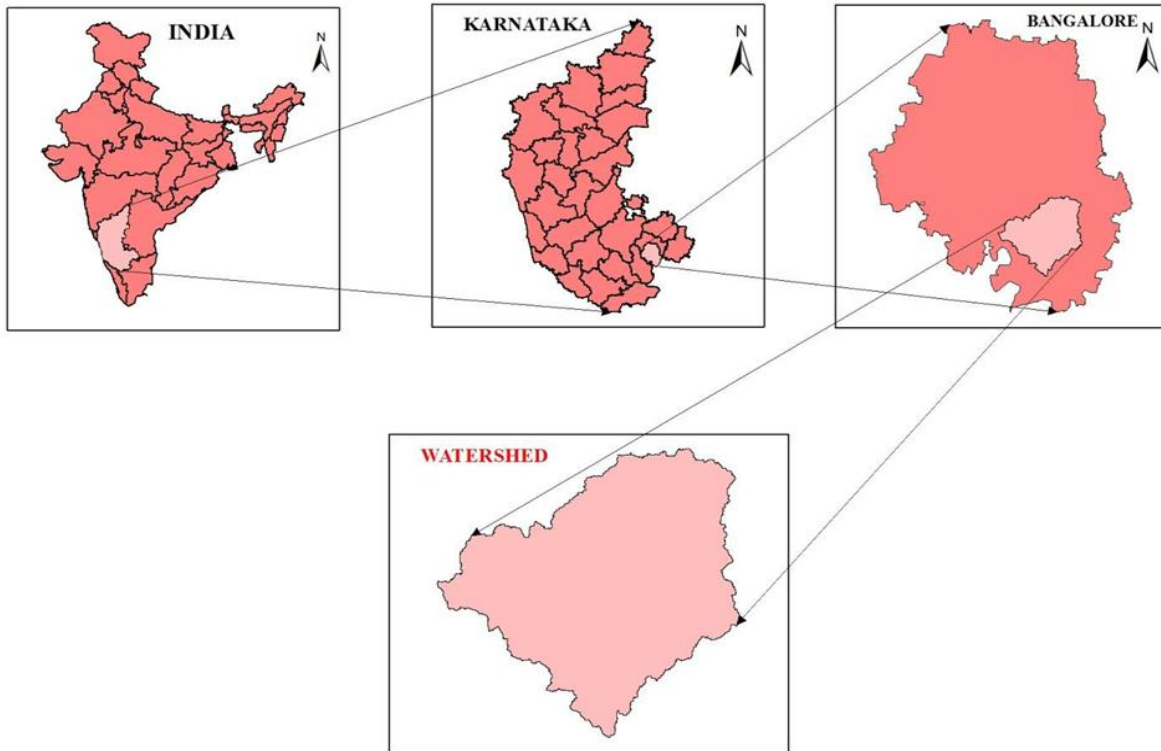 INDIA
N
KARNATAKA
N
BANGALORE
N
WATERSHED